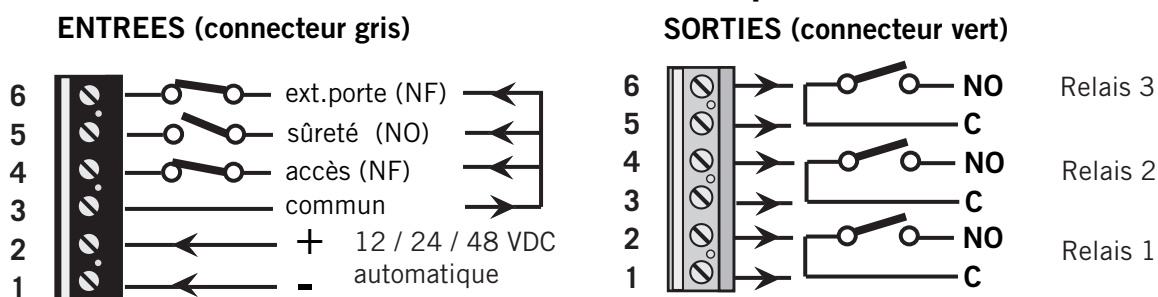 ENTREES (connecteur gris)
6 ext.porte (NF)
5 sûreté (NO)
4 accès (NF)
3 commun
2 + 12 / 24 / 48 VDC
automatique
1 -
SORTIES (connecteur vert)
6 NO Relais 3
5 C
4 NO Relais 2
3 C
2 NO Relais 1
1 C